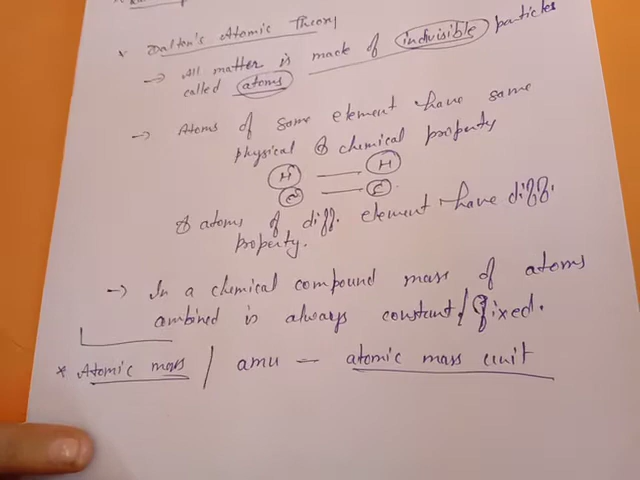 * Dalton's Atomic Theory
→ All matter is made of indivisible particles
called atoms
→ Atoms of same element have same
physical & chemical property
H → H
C → C
& atoms of diff. element have diff.
property.
→ In a chemical compound mass of atoms
combined is always constant / fixed.
* Atomic mass / amu — atomic mass unit